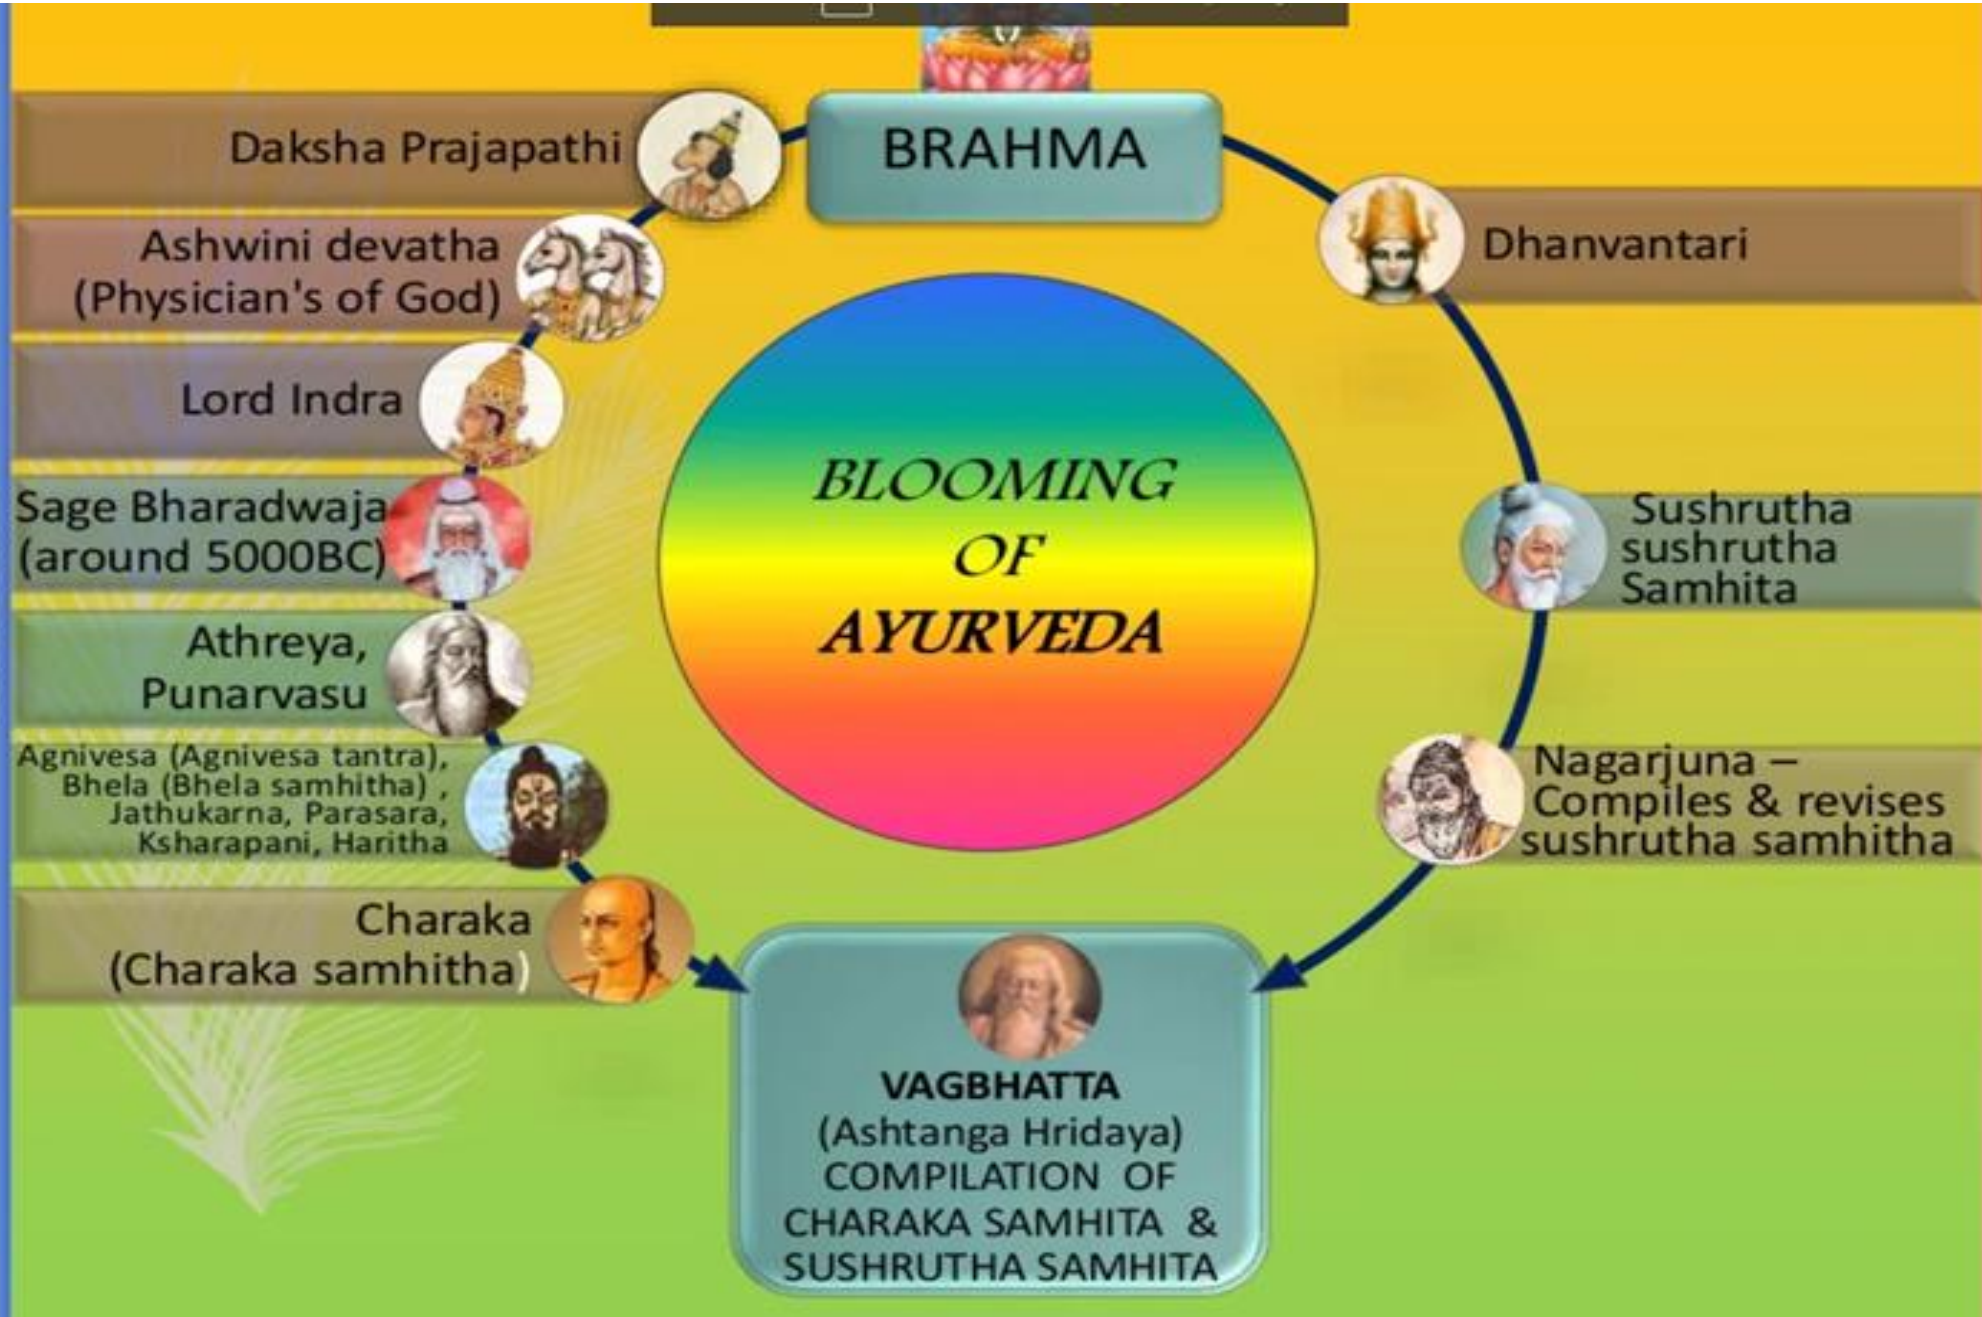 BRAHMA
Daksha Prajapathi
Ashwini devatha
(Physician's of God)
Lord Indra
Sage Bharadwaja
(around 5000BC)
Athreya,
Punarvasu
Agnivesa (Agnivesa tantra),
Bhela (Bhela samhitha) ,
Jathukarna, Parasara,
Ksharapani, Haritha
Charaka
(Charaka samhitha)
BLOOMING
OF
AYURVEDA
Dhanvantari
Sushrutha
sushrutha
Samhita
Nagarjuna –
Compiles & revises
sushrutha samhitha
VAGBHATTA
(Ashtanga Hridaya)
COMPILATION OF
CHARAKA SAMHITA &
SUSHRUTHA SAMHITA